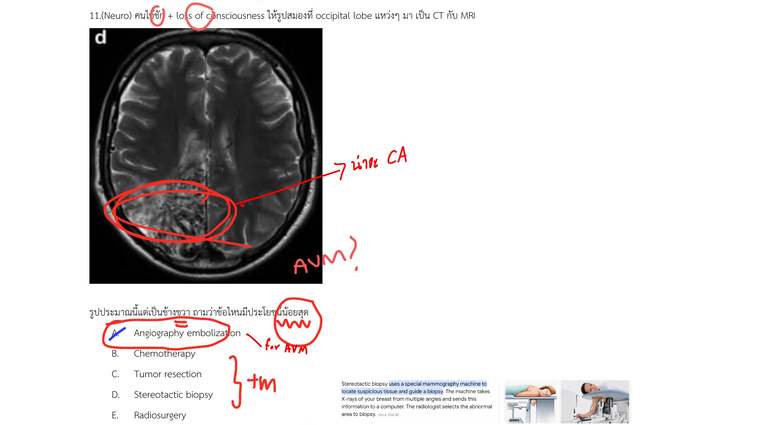 11.(Neuro) คนไข้ชัก + loss of consciousness ให้รูปสมองที่ occipital lobe แหว่งๆ มา เป็น CT กับ MRI
d
น่าจะ CA
AVM?
รูปประมาณนี้แต่เป็นข้างขวา ถามว่าข้อไหนมีประโยชน์น้อยสุด
A. Angiography embolization
for AVM
B. Chemotherapy
C. Tumor resection
D. Stereotactic biopsy
E. Radiosurgery
Stereotactic biopsy uses a special mammography machine to
locate suspicious tissue and guide a biopsy. The machine takes
X-rays of your breast from multiple angles and sends this
information to a computer. The radiologist selects the abnormal
area to biopsy.